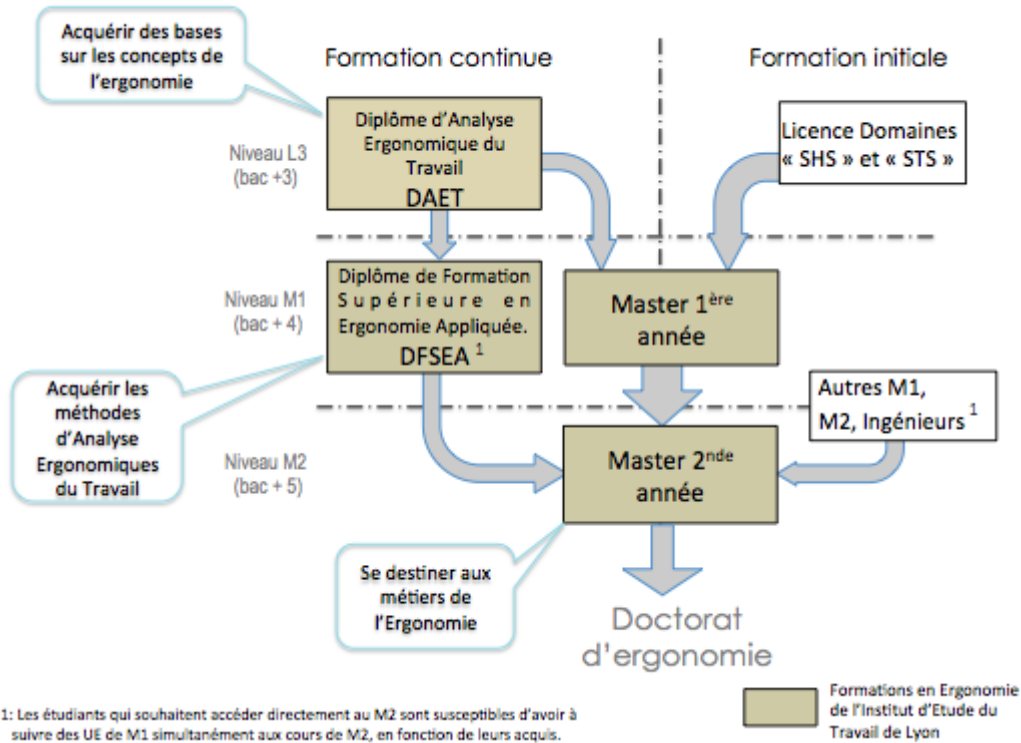 Acquérir des bases
sur les concepts de
l'ergonomie
Formation continue
Formation initiale
Niveau L3
(bac +3)
Diplôme d'Analyse
Ergonomique du
Travail
DAET
Licence Domaines
« SHS » et « STS »
Niveau M1
(bac + 4)
Diplôme de Formation
Supérieure en
Ergonomie Appliquée.
DFSEA 1
Master 1ère
année
Acquérir les
méthodes
d'Analyse
Ergonomiques
du Travail
Autres M1,
M2, Ingénieurs 1
Niveau M2
(bac + 5)
Master 2nde
année
Se destiner aux
métiers de
l'Ergonomie
Doctorat
d'ergonomie
1: Les étudiants qui souhaitent accéder directement au M2 sont susceptibles d'avoir à
suivre des UE de M1 simultanément aux cours de M2, en fonction de leurs acquis.
Formations en Ergonomie
de l'Institut d'Etude du
Travail de Lyon